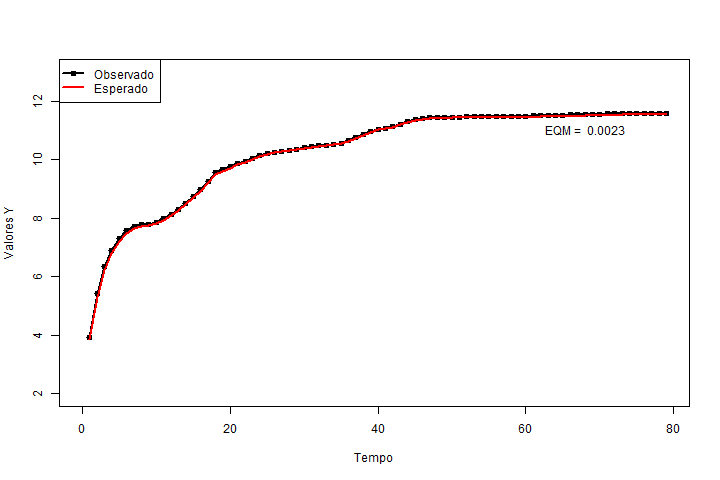 Observado
Esperado
EQM = 0.0023
Valores Y
2
4
6
8
10
12
0
20
40
60
80
Tempo